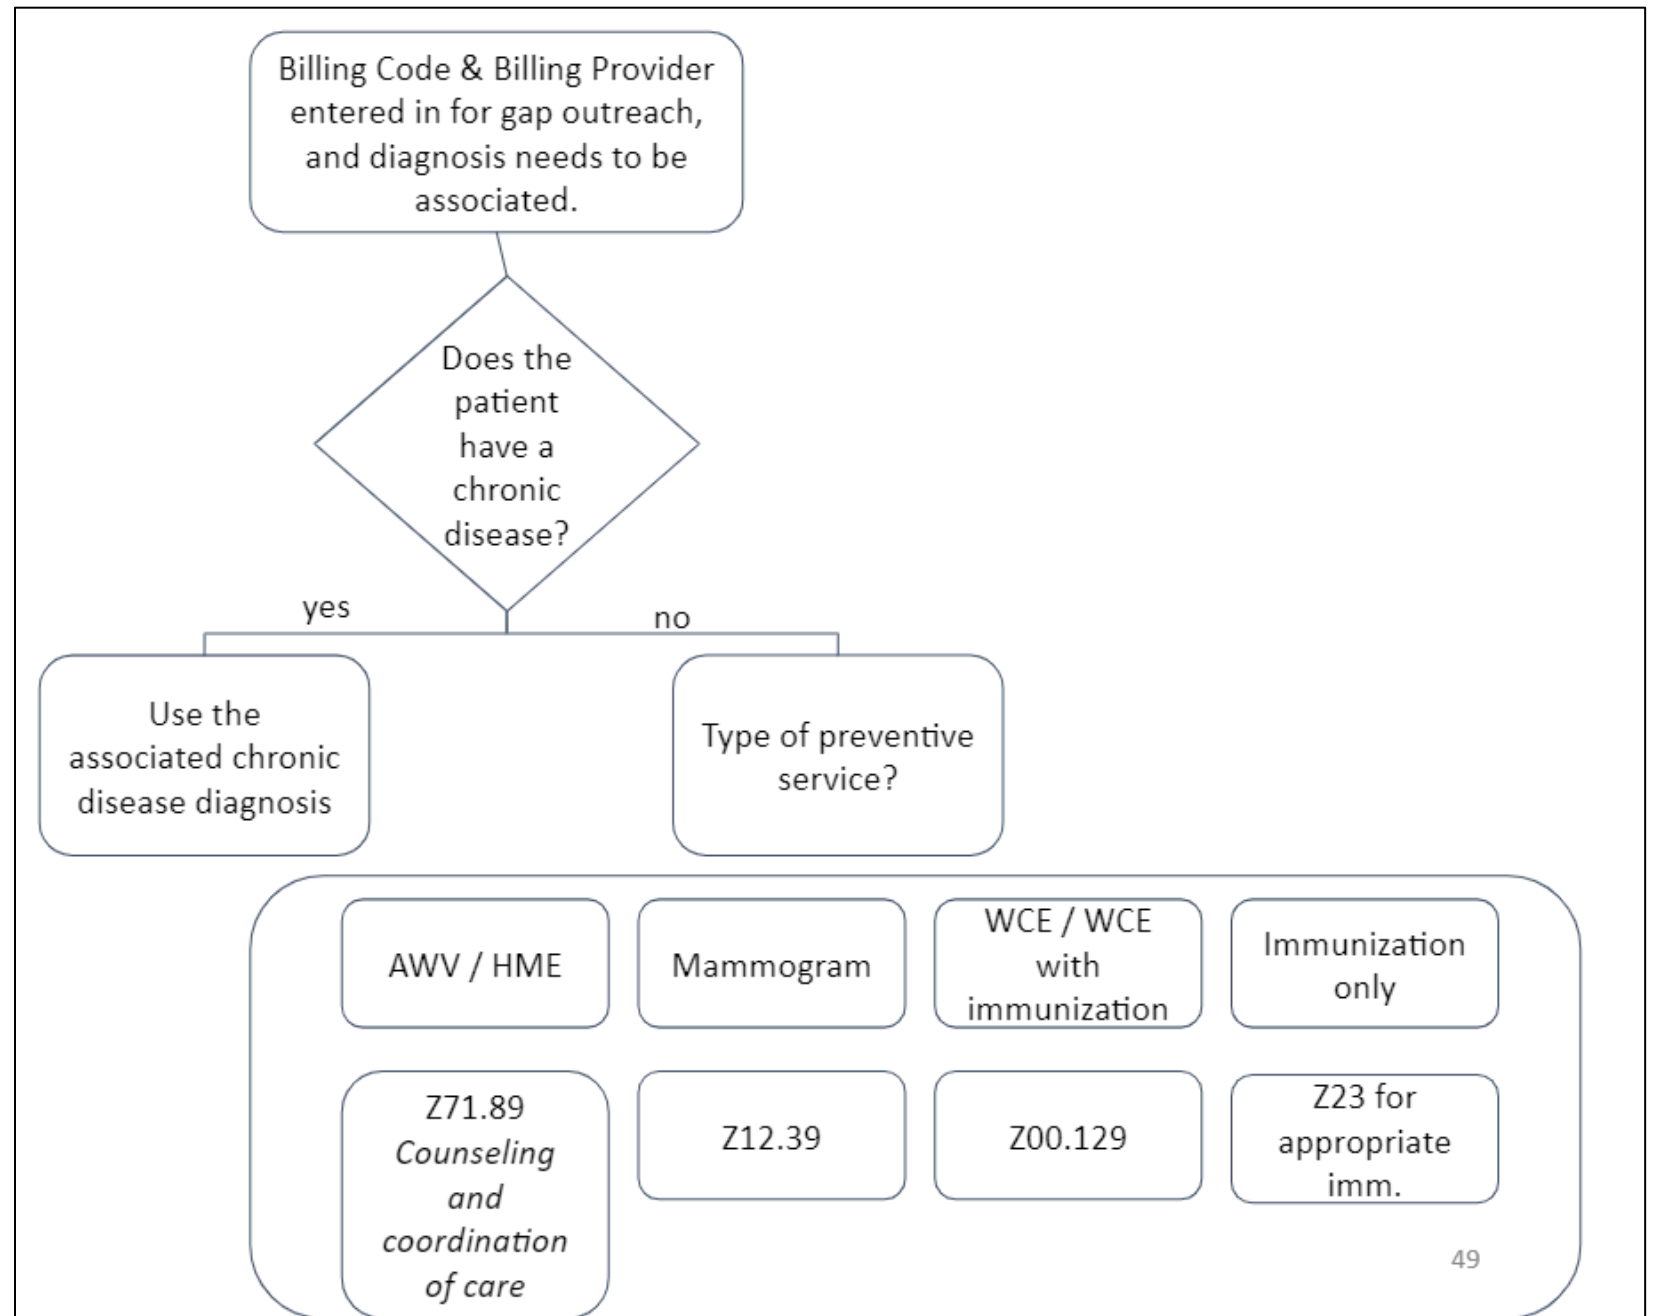 Billing Code & Billing Provider
entered in for gap outreach,
and diagnosis needs to be
associated.
Does the
patient
have a
chronic
disease?
yes
no
Use the
associated chronic
disease diagnosis
Type of preventive
service?
AWV / HME
Mammogram
WCE / WCE
with
immunization
Immunization
only
Z71.89
Counseling
and
coordination
of care
Z12.39
Z00.129
Z23 for
appropriate
imm.
49